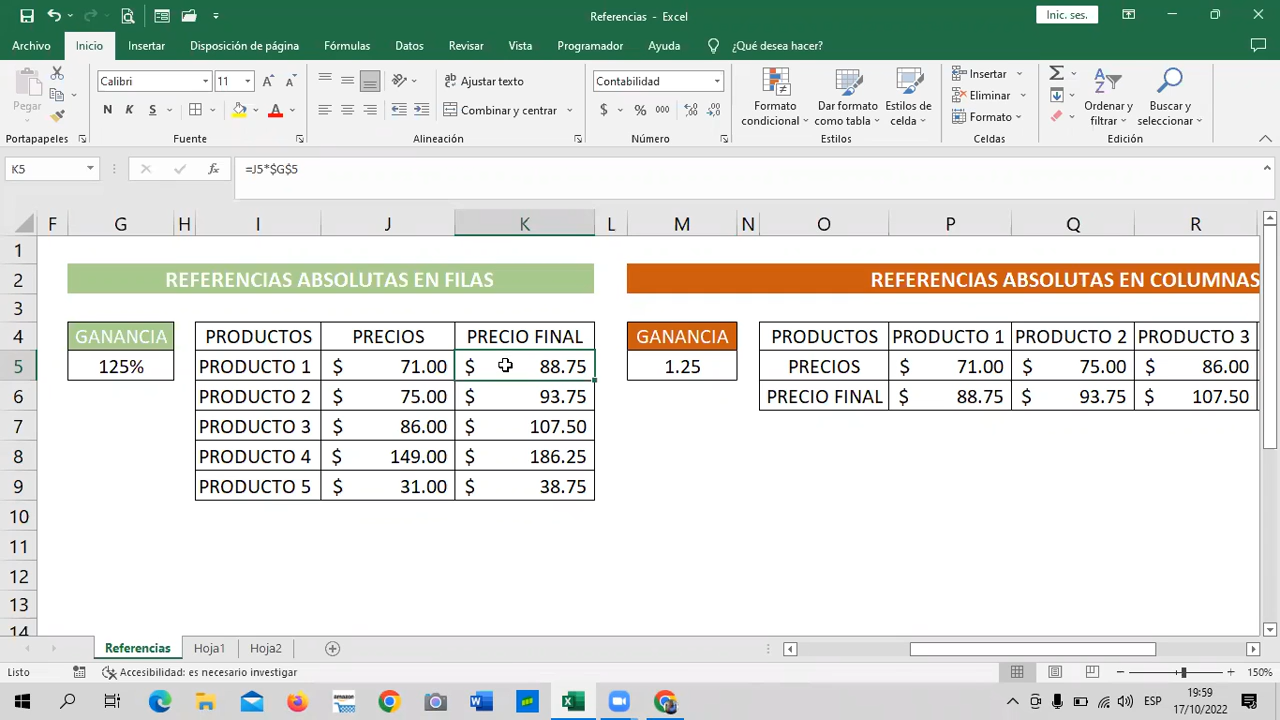 Referencias - Excel
Inic. ses.
Archivo Inicio Insertar Disposición de página Fórmulas Datos Revisar Vista Programador Ayuda ¿Qué desea hacer?
Pegar
Calibri 11
N K S
Ajustar texto
Combinar y centrar
Contabilidad
$ % 000
Formato condicional
Dar formato como tabla
Estilos de celda
Insertar
Eliminar
Formato
Ordenar y filtrar
Buscar y seleccionar
Portapapeles Fuente Alineación Número Estilos Celdas Edición
K5 fx =J5*$G$5
F G H I J K L M N O P Q R
1
2 REFERENCIAS ABSOLUTAS EN FILAS REFERENCIAS ABSOLUTAS EN COLUMNAS
3
4 GANANCIA PRODUCTOS PRECIOS PRECIO FINAL GANANCIA PRODUCTOS PRODUCTO 1 PRODUCTO 2 PRODUCTO 3
5 125% PRODUCTO 1 $ 71.00 $ 88.75 1.25 PRECIOS $ 71.00 $ 75.00 $ 86.00
6 PRODUCTO 2 $ 75.00 $ 93.75 PRECIO FINAL $ 88.75 $ 93.75 $ 107.50
7 PRODUCTO 3 $ 86.00 $ 107.50
8 PRODUCTO 4 $ 149.00 $ 186.25
9 PRODUCTO 5 $ 31.00 $ 38.75
10
11
12
13
14
Referencias Hoja1 Hoja2
Listo Accesibilidad: es necesario investigar 150%
ESP 19:59
17/10/2022